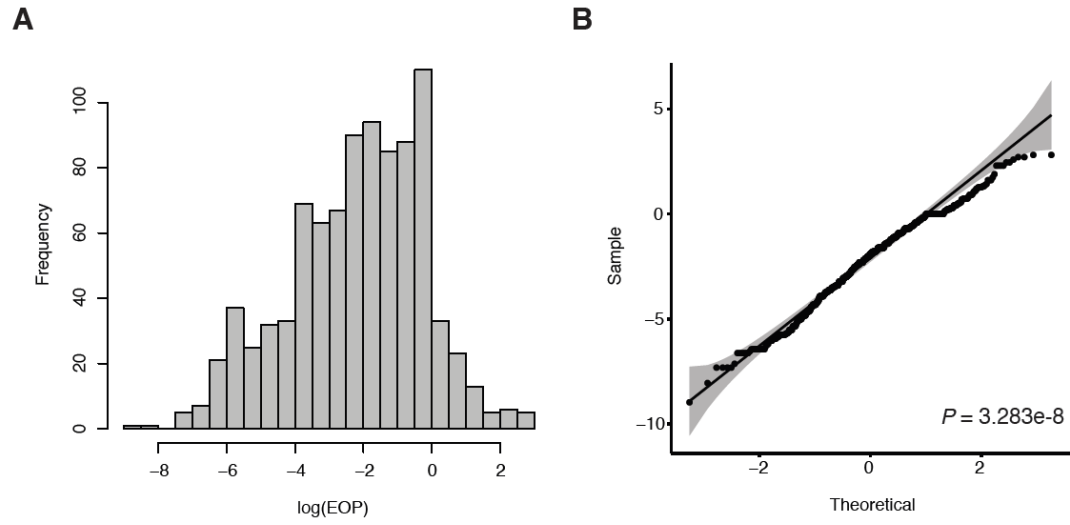 A
B
Frequency
100
80
60
40
20
0
−8
−6
−4
−2
0
2
log(EOP)
Sample
5
0
−5
−10
P = 3.283e-8
−2
0
2
Theoretical